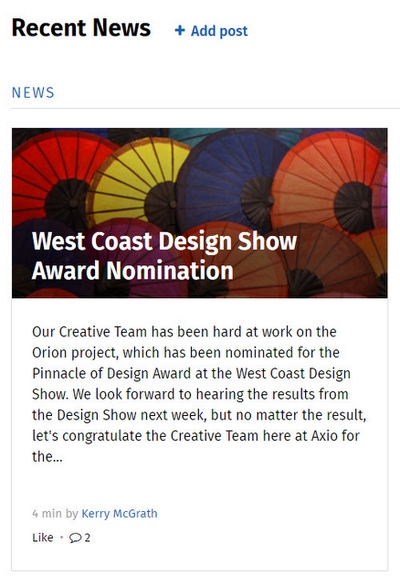 Recent News
+ Add post
NEWS
West Coast Design Show
Award Nomination
Our Creative Team has been hard at work on the
Orion project, which has been nominated for the
Pinnacle of Design Award at the West Coast Design
Show. We look forward to hearing the results from
the Design Show next week, but no matter the result,
let's congratulate the Creative Team here at Axio for
the...
4 min by Kerry McGrath
Like · 2